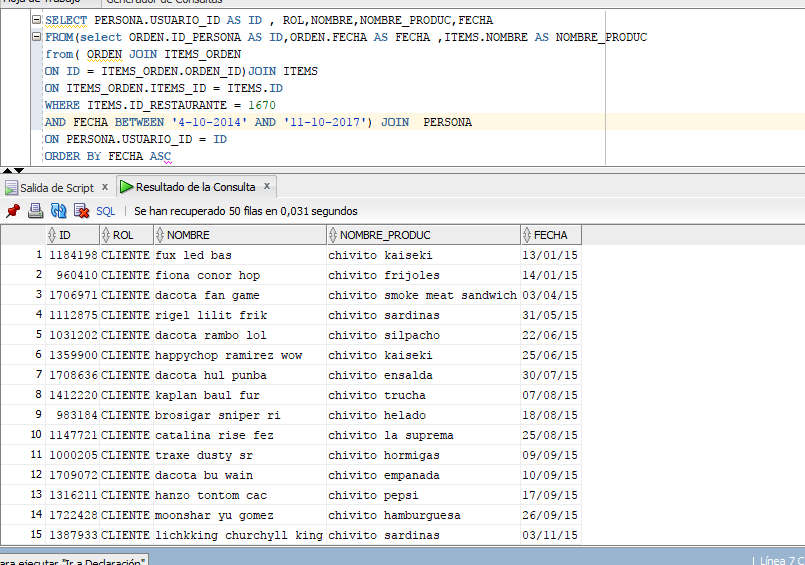 Generador de Consultas
SELECT PERSONA.USUARIO_ID AS ID , ROL,NOMBRE,NOMBRE_PRODUC,FECHA
FROM(select ORDEN.ID_PERSONA AS ID,ORDEN.FECHA AS FECHA ,ITEMS.NOMBRE AS NOMBRE_PRODUC
from( ORDEN JOIN ITEMS_ORDEN
ON ID = ITEMS_ORDEN.ORDEN_ID)JOIN ITEMS
ON ITEMS_ORDEN.ITEMS_ID = ITEMS.ID
WHERE ITEMS.ID_RESTAURANTE = 1670
AND FECHA BETWEEN '4-10-2014' AND '11-10-2017') JOIN  PERSONA
ON PERSONA.USUARIO_ID = ID
ORDER BY FECHA ASC
Salida de Script x Resultado de la Consulta x
SQL | Se han recuperado 50 filas en 0,031 segundos
ID ROL NOMBRE NOMBRE_PRODUC FECHA
1 1184198 CLIENTE fux led bas chivito kaiseki 13/01/15
2 960410 CLIENTE fiona conor hop chivito frijoles 14/01/15
3 1706971 CLIENTE dacota fan game chivito smoke meat sandwich 03/04/15
4 1112875 CLIENTE rigel lilit frik chivito sardinas 31/05/15
5 1031202 CLIENTE dacota rambo lol chivito silpacho 22/06/15
6 1359900 CLIENTE happychop ramirez wow chivito kaiseki 25/06/15
7 1708636 CLIENTE dacota hul punba chivito ensalda 30/07/15
8 1412220 CLIENTE kaplan baul fur chivito trucha 07/08/15
9 983184 CLIENTE brosigar sniper ri chivito helado 18/08/15
10 1147721 CLIENTE catalina rise fez chivito la suprema 25/08/15
11 1000205 CLIENTE traxe dusty sr chivito hormigas 09/09/15
12 1709072 CLIENTE dacota bu wain chivito empanada 10/09/15
13 1316211 CLIENTE hanzo tontom cac chivito pepsi 17/09/15
14 1722428 CLIENTE moonshar yu gomez chivito hamburguesa 26/09/15
15 1387933 CLIENTE lichkking churchyll king chivito sardinas 03/11/15
ara ejecutar "Ir a Declaración" | Línea 7 C